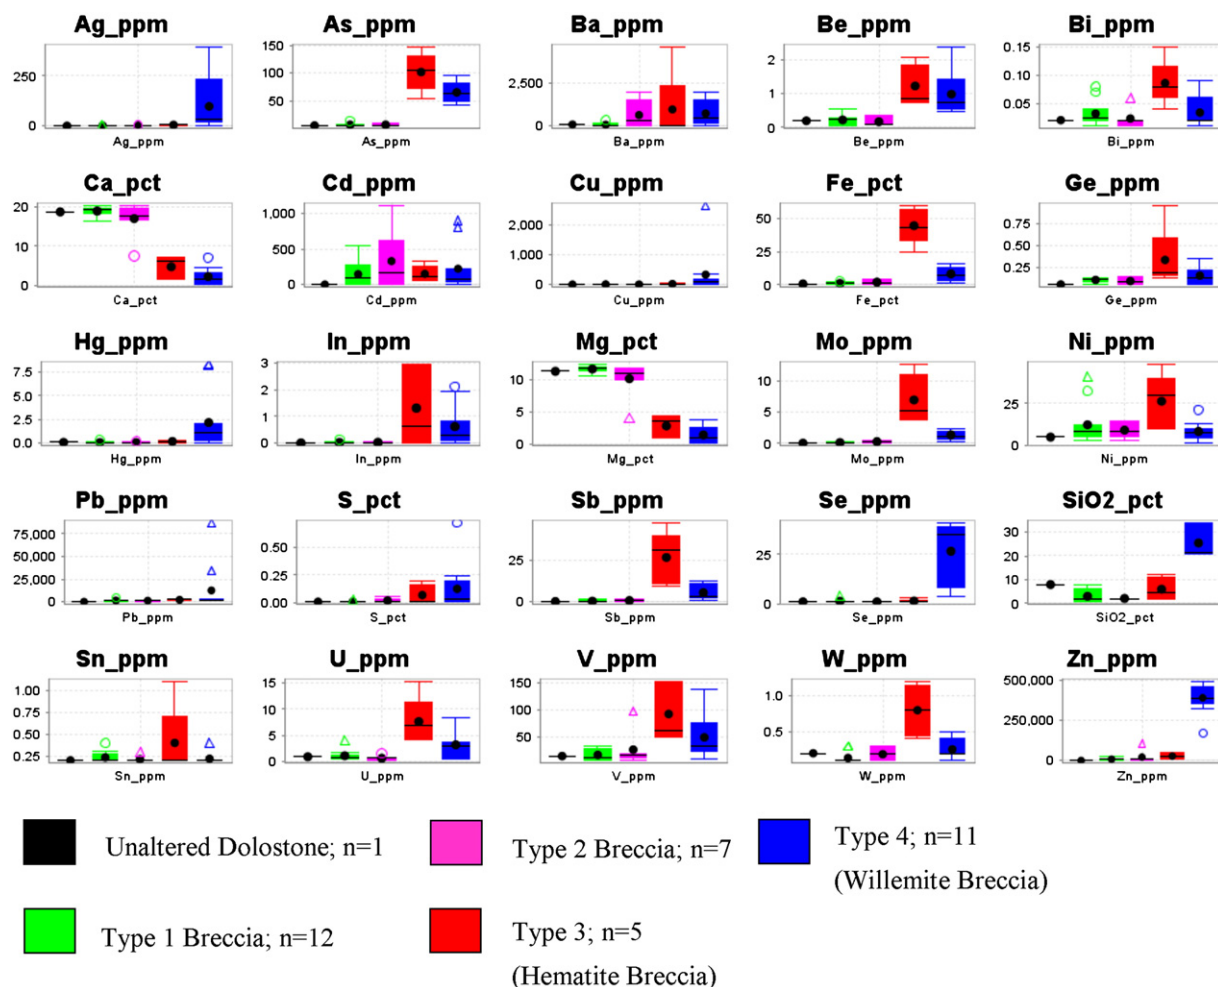 Ag_ppm
250
0
Ag_ppm
As_ppm
150
100
50
As_ppm
Ba_ppm
2,500
0
Ba_ppm
Be_ppm
2
1
0
Be_ppm
Bi_ppm
0.15
0.10
0.05
Bi_ppm
Ca_pct
20
10
0
Ca_pct
Cd_ppm
1,000
500
0
Cd_ppm
Cu_ppm
2,000
0
Cu_ppm
Fe_pct
50
25
0
Fe_pct
Ge_ppm
0.75
0.50
0.25
Ge_ppm
Hg_ppm
7.5
5.0
2.5
0.0
Hg_ppm
In_ppm
3
2
1
0
In_ppm
Mg_pct
10
5
0
Mg_pct
Mo_ppm
10
5
0
Mo_ppm
Ni_ppm
25
0
Ni_ppm
Pb_ppm
75,000
50,000
25,000
0
Pb_ppm
S_pct
0.50
0.25
0.00
S_pct
Sb_ppm
25
0
Sb_ppm
Se_ppm
25
0
Se_ppm
SiO2_pct
30
20
10
0
SiO2_pct
Sn_ppm
1.00
0.75
0.50
0.25
Sn_ppm
U_ppm
15
10
5
0
U_ppm
V_ppm
150
100
50
V_ppm
W_ppm
1.0
0.5
W_ppm
Zn_ppm
500,000
250,000
0
Zn_ppm
Unaltered Dolostone; n=1
Type 2 Breccia; n=7
Type 4; n=11
(Willemite Breccia)
Type 1 Breccia; n=12
Type 3; n=5
(Hematite Breccia)